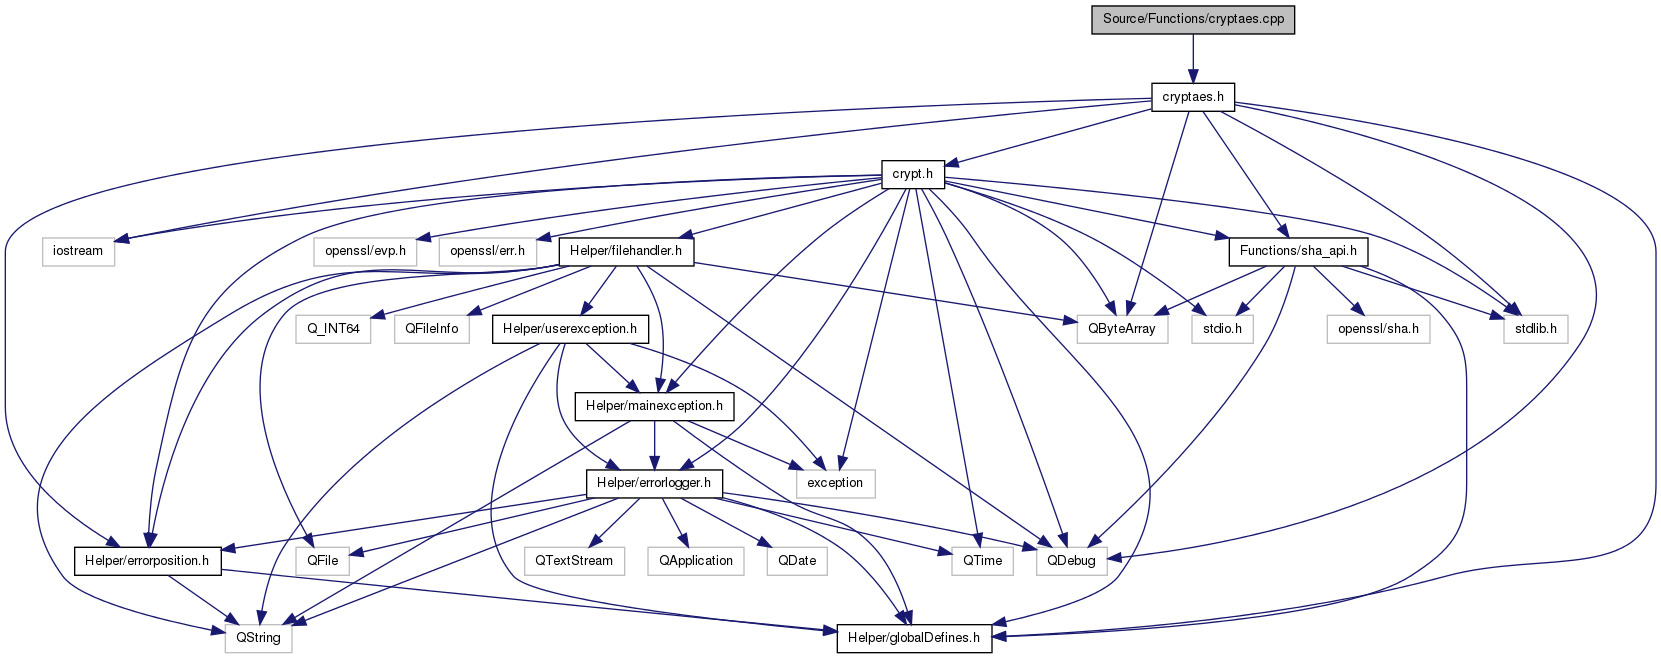 Source/Functions/cryptaes.cpp
cryptaes.h
crypt.h
iostream
openssl/evp.h
openssl/err.h
Helper/filehandler.h
Functions/sha_api.h
Q_INT64
QFileInfo
Helper/userexception.h
QByteArray
stdio.h
openssl/sha.h
stdlib.h
Helper/mainexception.h
Helper/errorlogger.h
exception
Helper/errorposition.h
QFile
QTextStream
QApplication
QDate
QTime
QDebug
QString
Helper/globalDefines.h